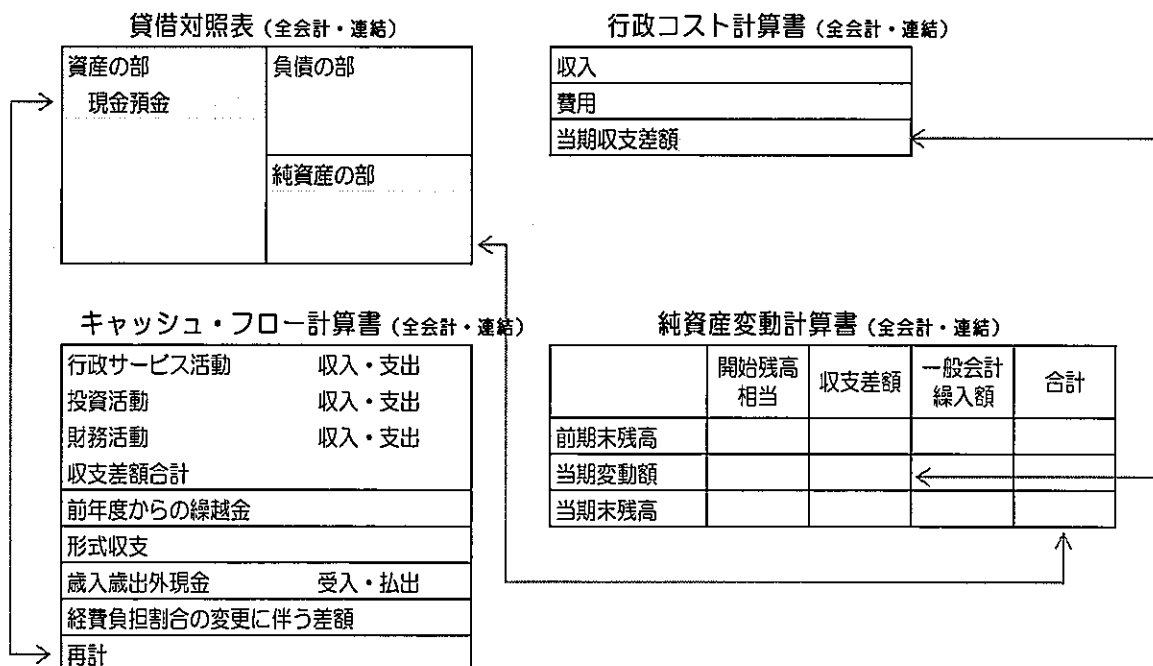 貸借対照表(全会計・連結)
資産の部
現金預金
負債の部
純資産の部
行政コスト計算書(全会計・連結)
収入
費用
当期収支差額
キャッシュ・フロー計算書(全会計・連結)
行政サービス活動 収入・支出
投資活動 収入・支出
財務活動 収入・支出
収支差額合計
前年度からの繰越金
形式収支
歳入歳出外現金 受入・払出
経費負担割合の変更に伴う差額
再計
純資産変動計算書(全会計・連結)
開始残高
相当
収支差額
一般会計
繰入額
合計
前期末残高
当期変動額
当期末残高